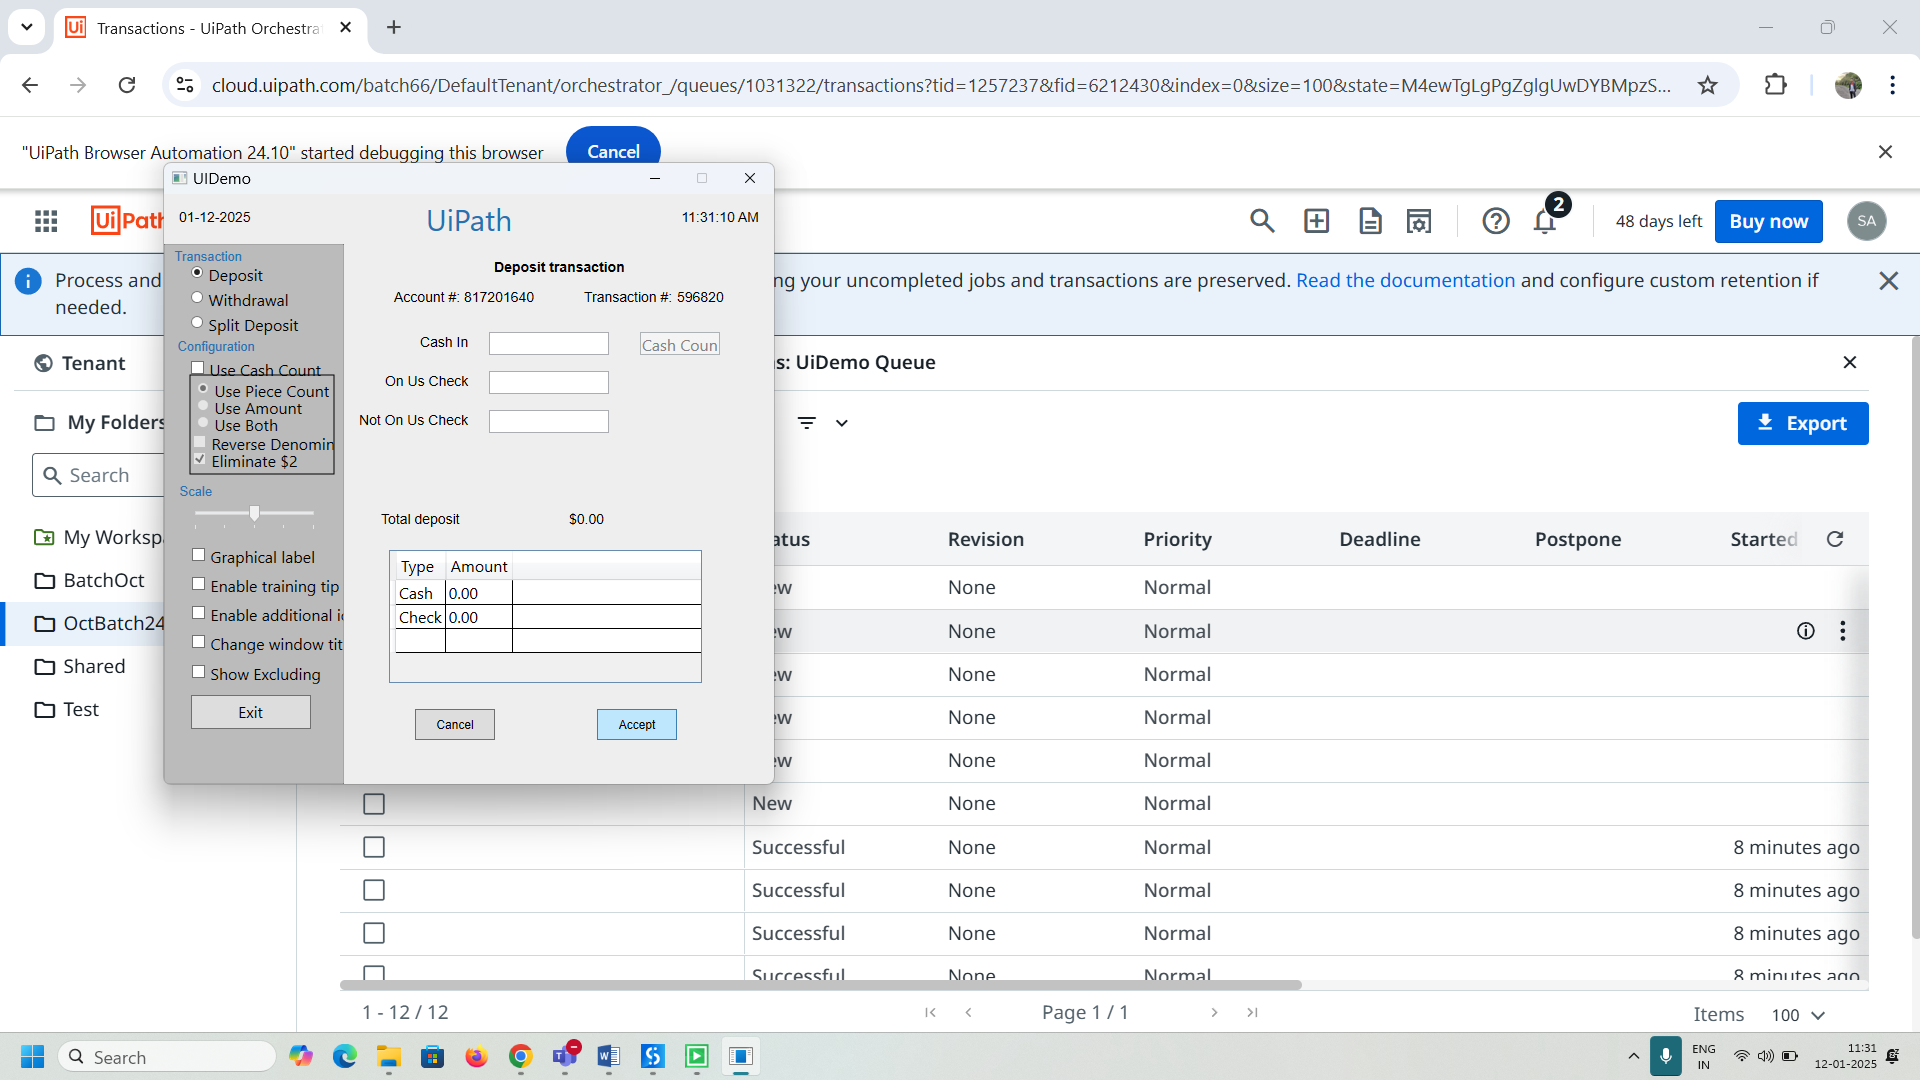 Transactions - UiPath Orchestra
cloud.uipath.com/batch66/DefaultTenant/orchestrator_/queues/1031322/transactions?tid=1257237&fid=6212430&index=0&size=100&state=M4ewTgLgPgZglgUwDYBMpzS...
"UiPath Browser Automation 24.10" started debugging this browser
Cancel
UIDemo
01-12-2025
UiPath
11:31:10 AM
Ui Path
2
48 days left
Buy now
SA
Transaction
Deposit
Withdrawal
Split Deposit
Configuration
Use Cash Count
Use Piece Count
Use Amount
Use Both
Reverse Denomin
Eliminate $2
Scale
Graphical label
Enable training tip
Enable additional ic
Change window tit
Show Excluding
Exit
Deposit transaction
Account #: 817201640
Transaction #: 596820
Cash In
Cash Coun
On Us Check
Not On Us Check
Total deposit
$0.00
Type Amount
Cash 0.00
Check 0.00
Cancel
Accept
Process and
needed.
ng your uncompleted jobs and transactions are preserved. Read the documentation and configure custom retention if
Tenant
My Folders
Search
My Workspa
BatchOct
OctBatch24
Shared
Test
s: UiDemo Queue
Export
atus Revision Priority Deadline Postpone Started
ew None Normal
ew None Normal
ew None Normal
ew None Normal
ew None Normal
New None Normal
Successful None Normal 8 minutes ago
Successful None Normal 8 minutes ago
Successful None Normal 8 minutes ago
Successful None Normal 8 minutes ago
1 - 12 / 12
Page 1 / 1
Items 100
Search
ENG
IN
11:31
12-01-2025